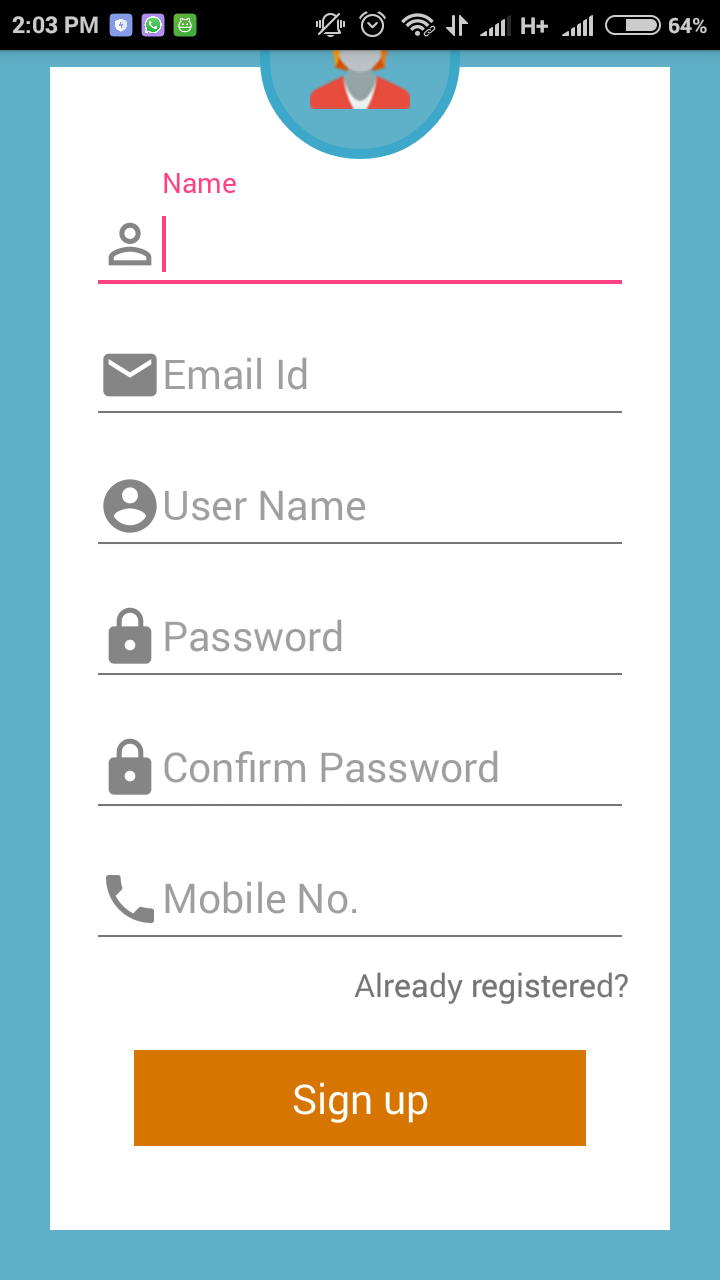 2:03 PM H+ 64%
Name
Email Id
User Name
Password
Confirm Password
Mobile No.
Already registered?
Sign up